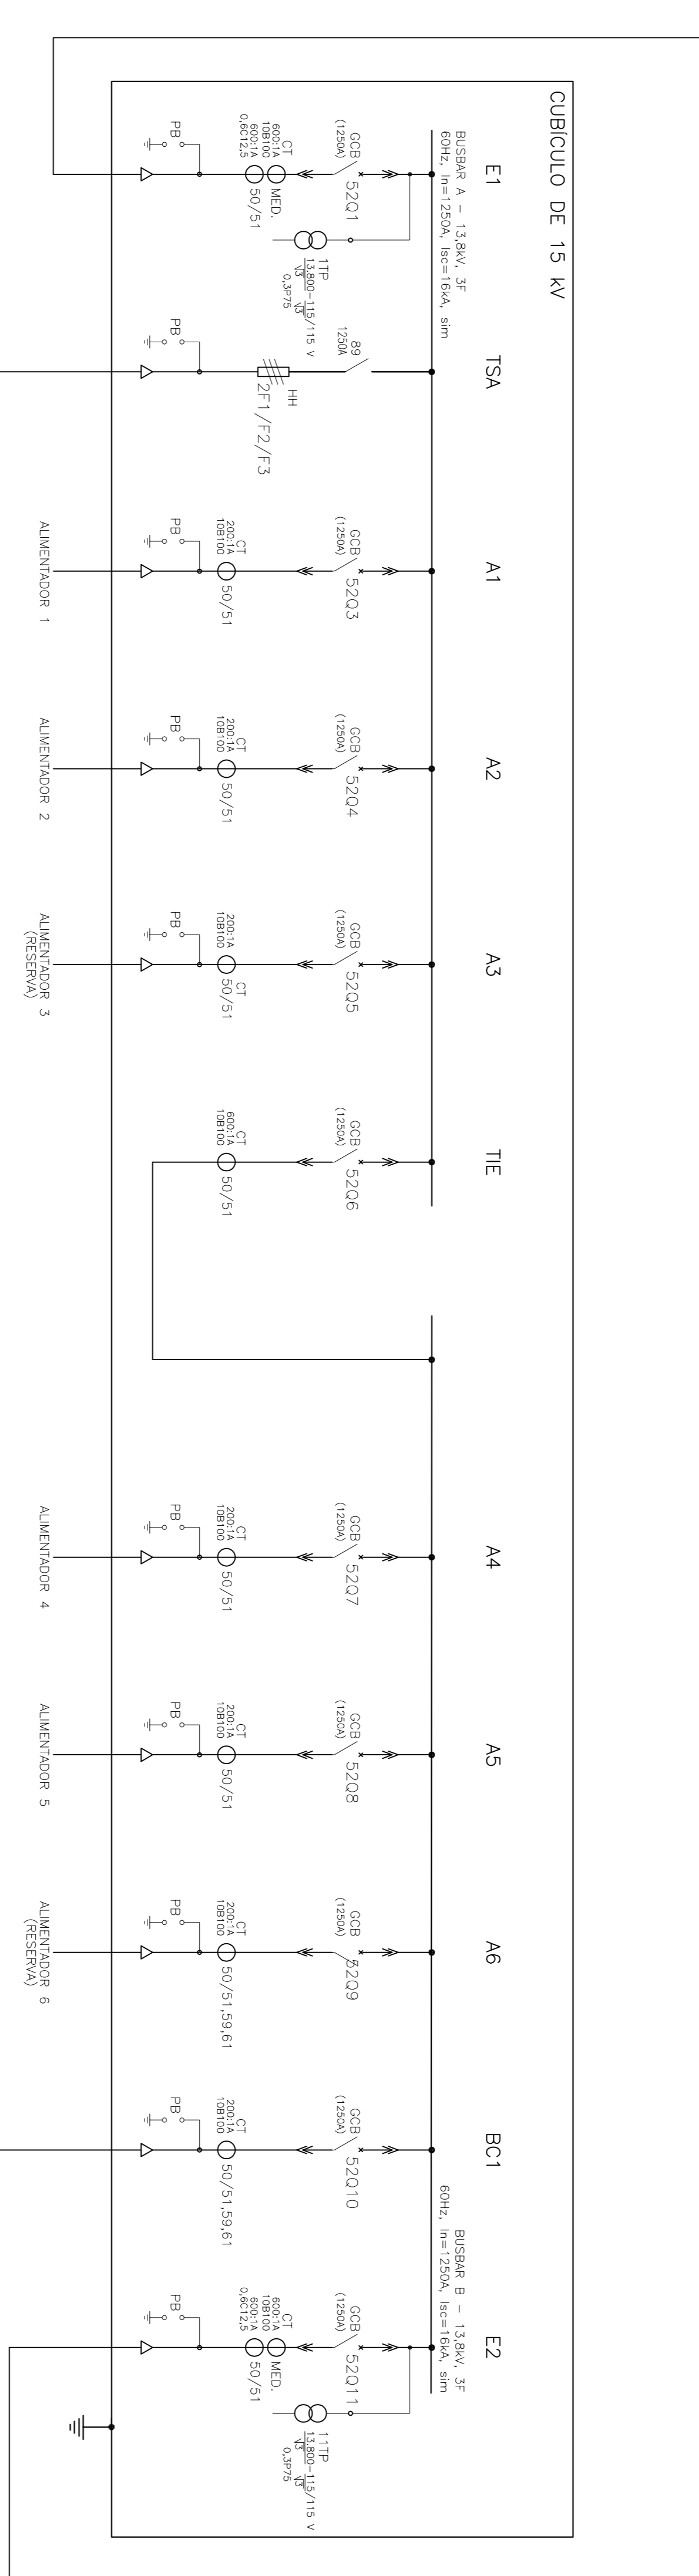 CUBÍCULO DE 15 kV
E1
BUSBAR A – 13,8kV, 3F
60Hz, In=1250A, Isc=16kA, sim
GCB
(1250A)
52Q1
CT
600:1A
10B100
600:1A
0,6C12,5
MED.
50/51
1TP
13.800–115/115 V
√3 √3
0,3P75
PB
TSA
89
1250A
HH
2F1/F2/F3
PB
A1
GCB
(1250A)
52Q3
CT
200:1A
10B100
50/51
PB
ALIMENTADOR 1
A2
GCB
(1250A)
52Q4
CT
200:1A
10B100
50/51
PB
ALIMENTADOR 2
A3
GCB
(1250A)
52Q5
CT
200:1A
10B100
50/51
PB
ALIMENTADOR 3
(RESERVA)
TIE
GCB
(1250A)
52Q6
CT
600:1A
10B100
50/51
A4
GCB
(1250A)
52Q7
CT
200:1A
10B100
50/51
PB
ALIMENTADOR 4
A5
GCB
(1250A)
52Q8
CT
200:1A
10B100
50/51
PB
ALIMENTADOR 5
A6
GCB
(1250A)
52Q9
CT
200:1A
10B100
50/51,59,61
PB
ALIMENTADOR 6
(RESERVA)
BC1
GCB
(1250A)
52Q10
CT
200:1A
10B100
50/51,59,61
PB
E2
BUSBAR B – 13,8kV, 3F
60Hz, In=1250A, Isc=16kA, sim
GCB
(1250A)
52Q11
CT
600:1A
10B100
600:1A
0,6C12,5
MED.
50/51
11TP
13.800–115/115 V
√3 √3
0,3P75
PB